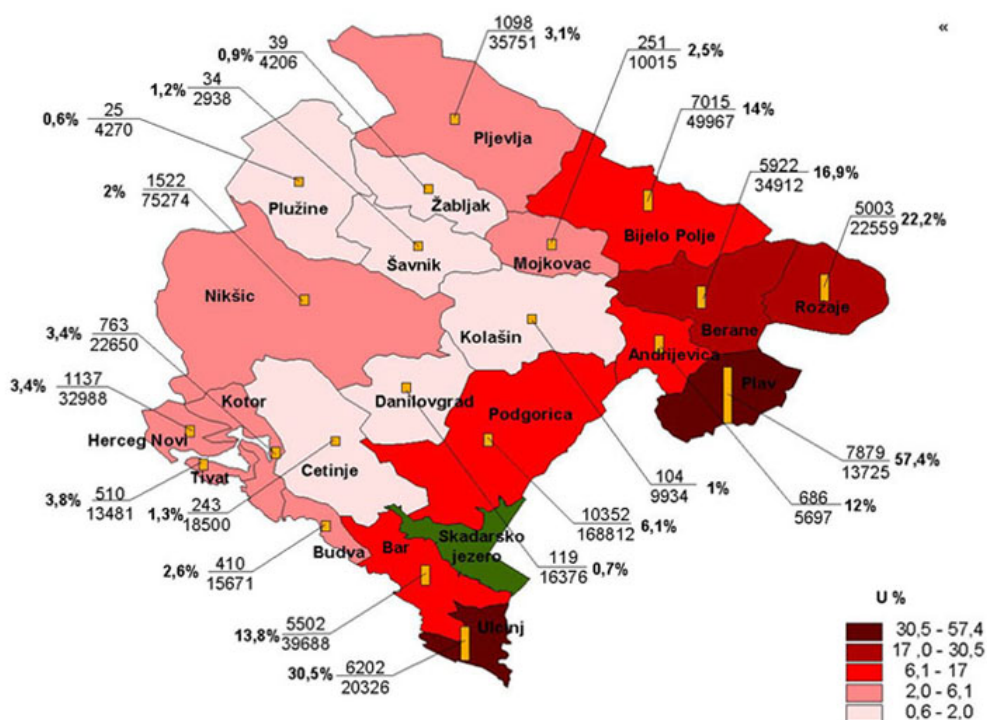 «
1098
35751
3,1%
39
4206
0,9%
251
10015
2,5%
34
2938
1,2%
7015
49967
14%
25
4270
0,6%
5922
34912
16,9%
1522
75274
2%
5003
22559
22,2%
Pljevlja
Žabljak
Plužine
Bijelo Polje
Šavnik
Mojkovac
Nikšic
Rožaje
763
22650
3,4%
Kolašin
Berane
Andrijevica
1137
32988
3,4%
Plav
Kotor
Danilovgrad
Podgorica
Herceg Novi
Tivat
Cetinje
7879
13725
57,4%
104
9934
1%
510
13481
3,8%
243
18500
1,3%
686
5697
12%
10352
168812
6,1%
Skadarsko
jezero
Budva
Bar
410
15671
2,6%
119
16376
0,7%
5502
39688
13,8%
Ulcinj
6202
20326
30,5%
U %
30,5 - 57,4
17 ,0 - 30,5
6,1 - 17
2,0 - 6,1
0,6 - 2,0